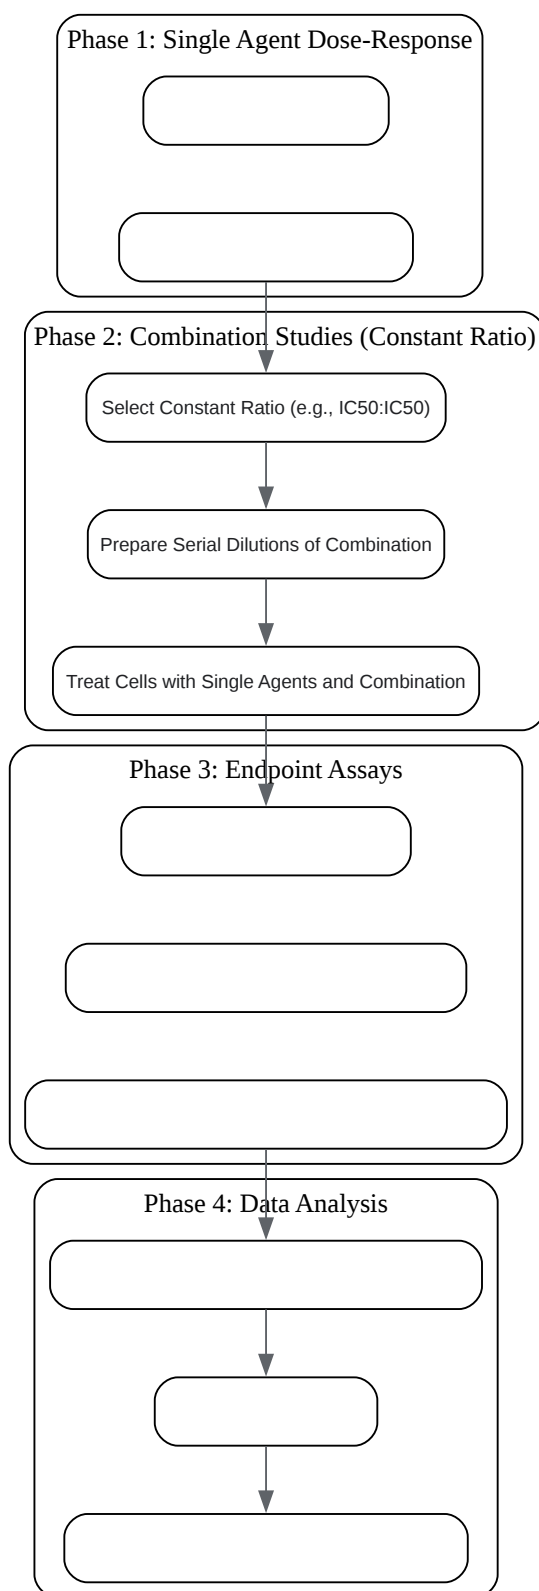 Phase 1: Single Agent Dose-Response
Phase 2: Combination Studies (Constant Ratio)
Select Constant Ratio (e.g., IC50:IC50)
Prepare Serial Dilutions of Combination
Treat Cells with Single Agents and Combination
Phase 3: Endpoint Assays
Phase 4: Data Analysis